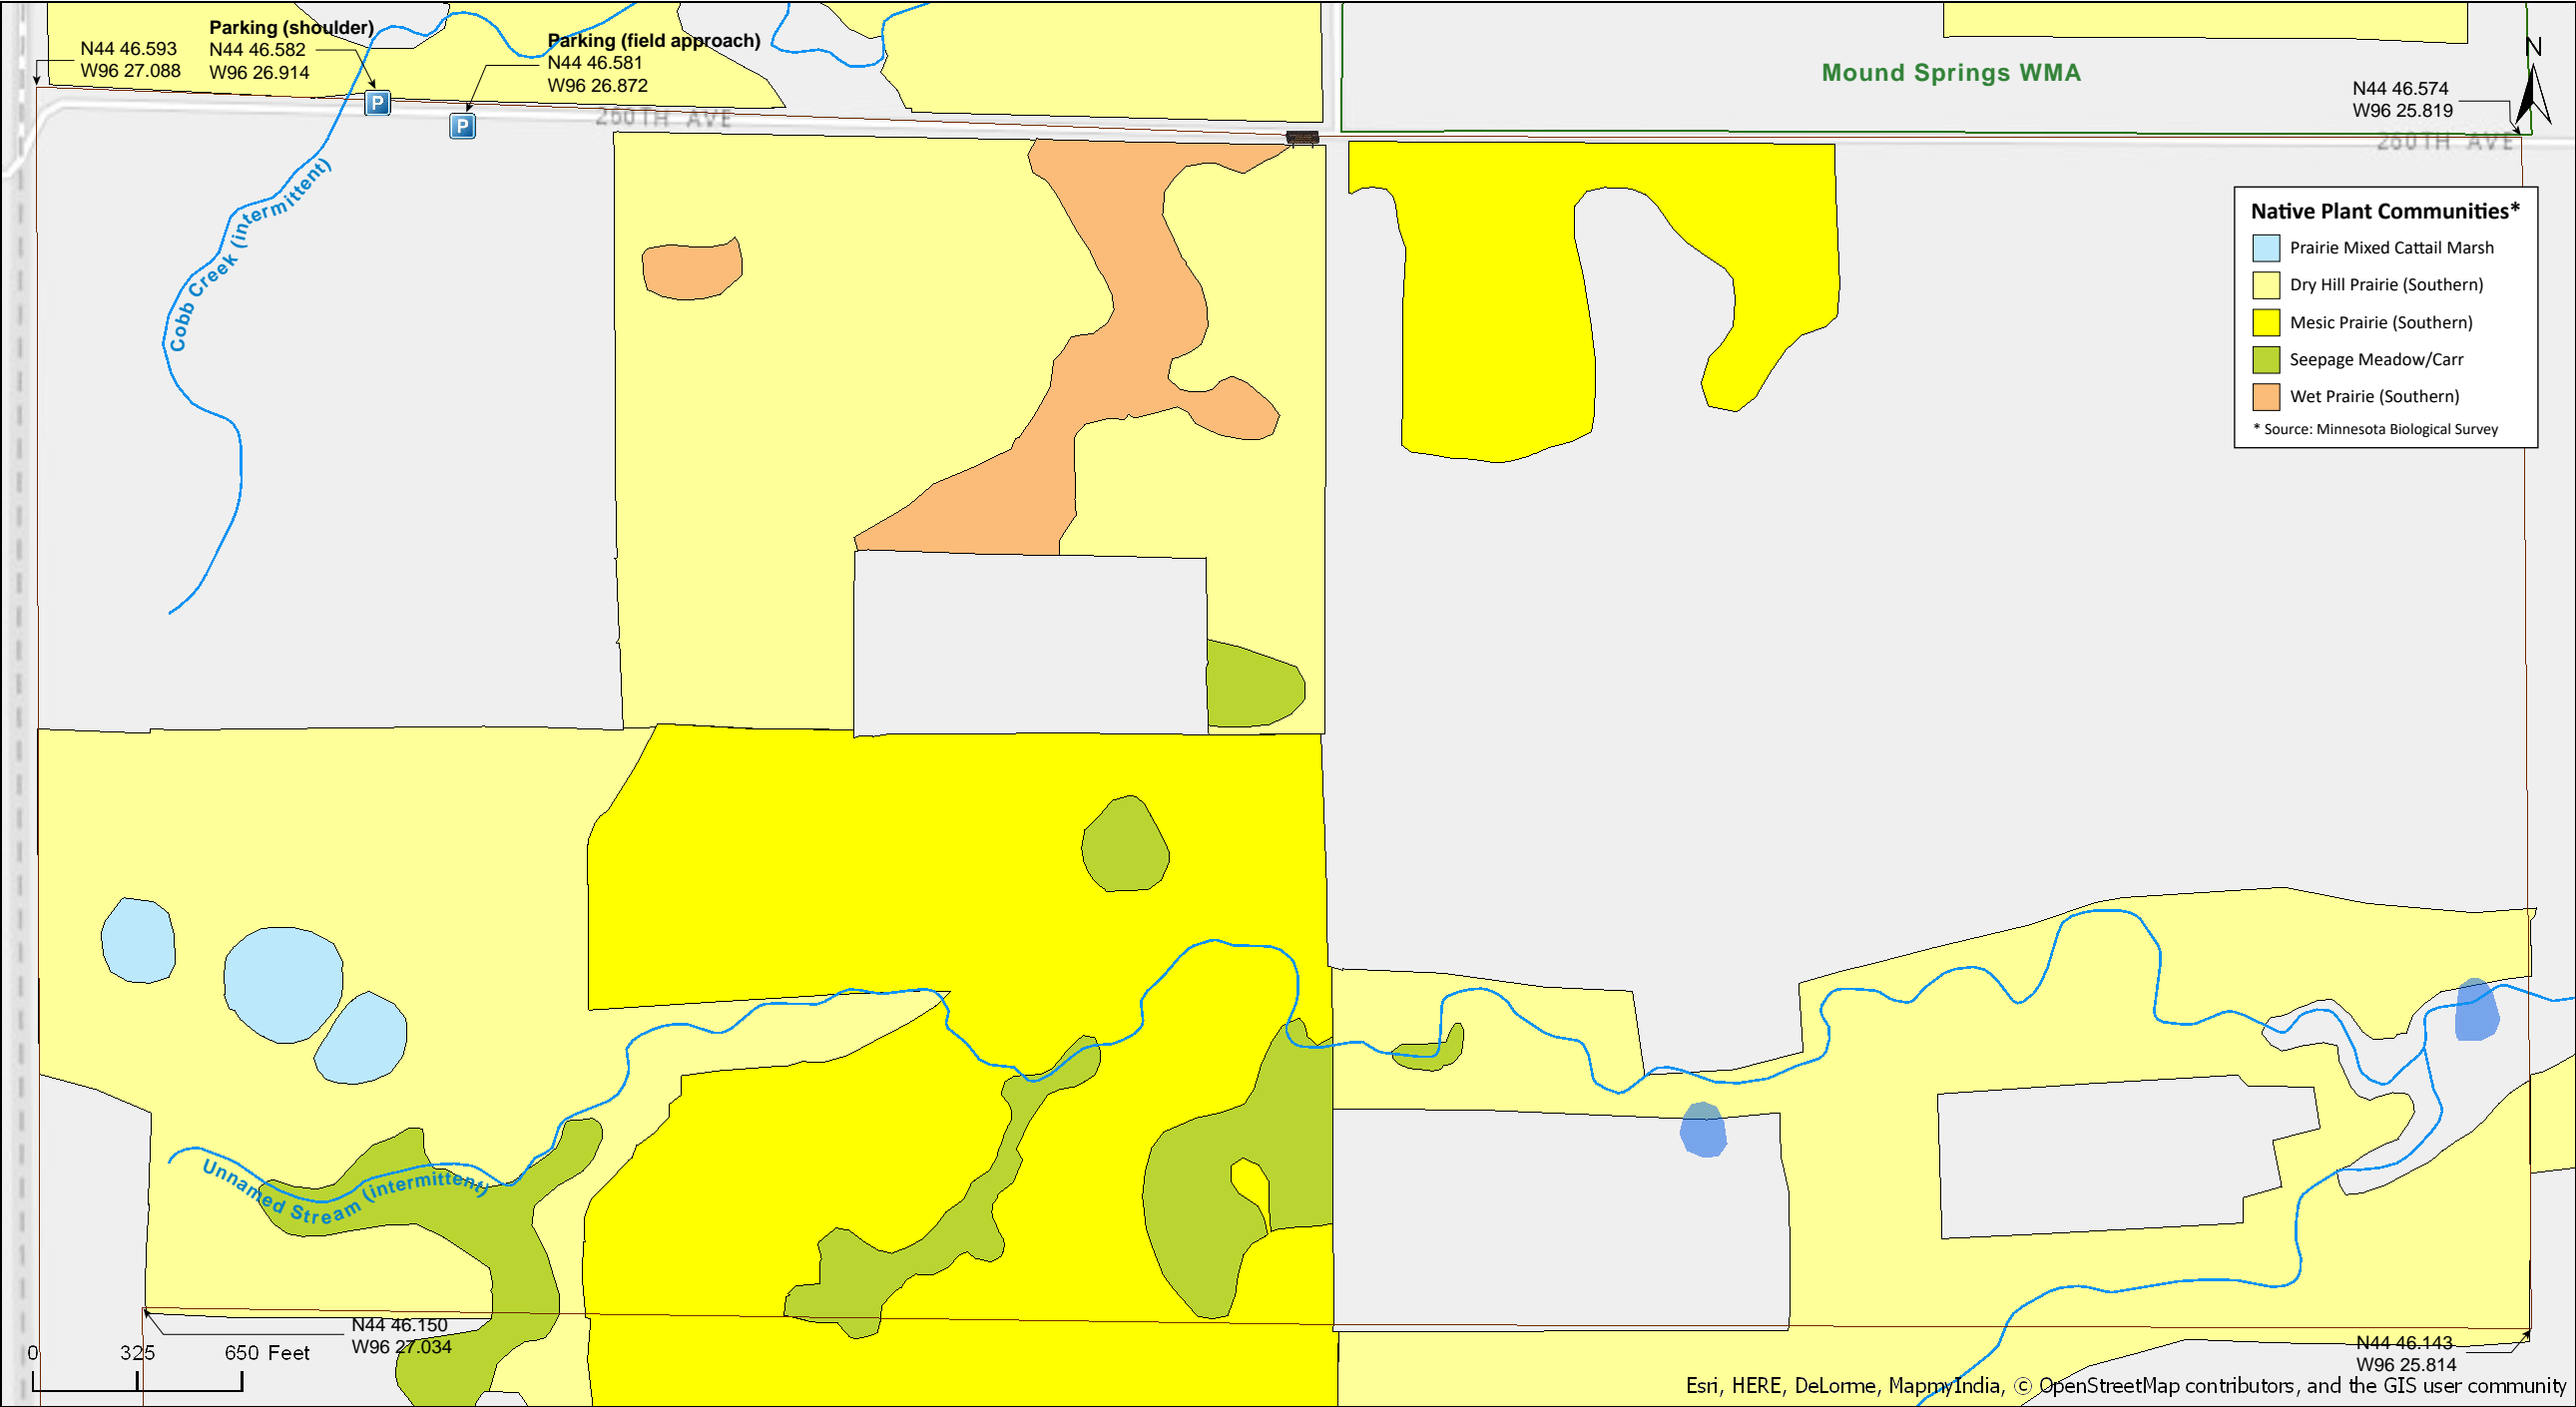 Parking (shoulder)
N44 46.593
W96 27.088
N44 46.582
W96 26.914
Parking (field approach)
N44 46.581
W96 26.872
P
P
260TH AVE
Mound Springs WMA
N
N44 46.574
W96 25.819
260TH AVE
Cobb Creek (intermittent)
Native Plant Communities*
Prairie Mixed Cattail Marsh
Dry Hill Prairie (Southern)
Mesic Prairie (Southern)
Seepage Meadow/Carr
Wet Prairie (Southern)
* Source: Minnesota Biological Survey
Unnamed Stream (intermittent)
N44 46.150
W96 27.034
0 325 650 Feet
N44 46.143
W96 25.814
Esri, HERE, DeLorme, MapmyIndia, © OpenStreetMap contributors, and the GIS user community